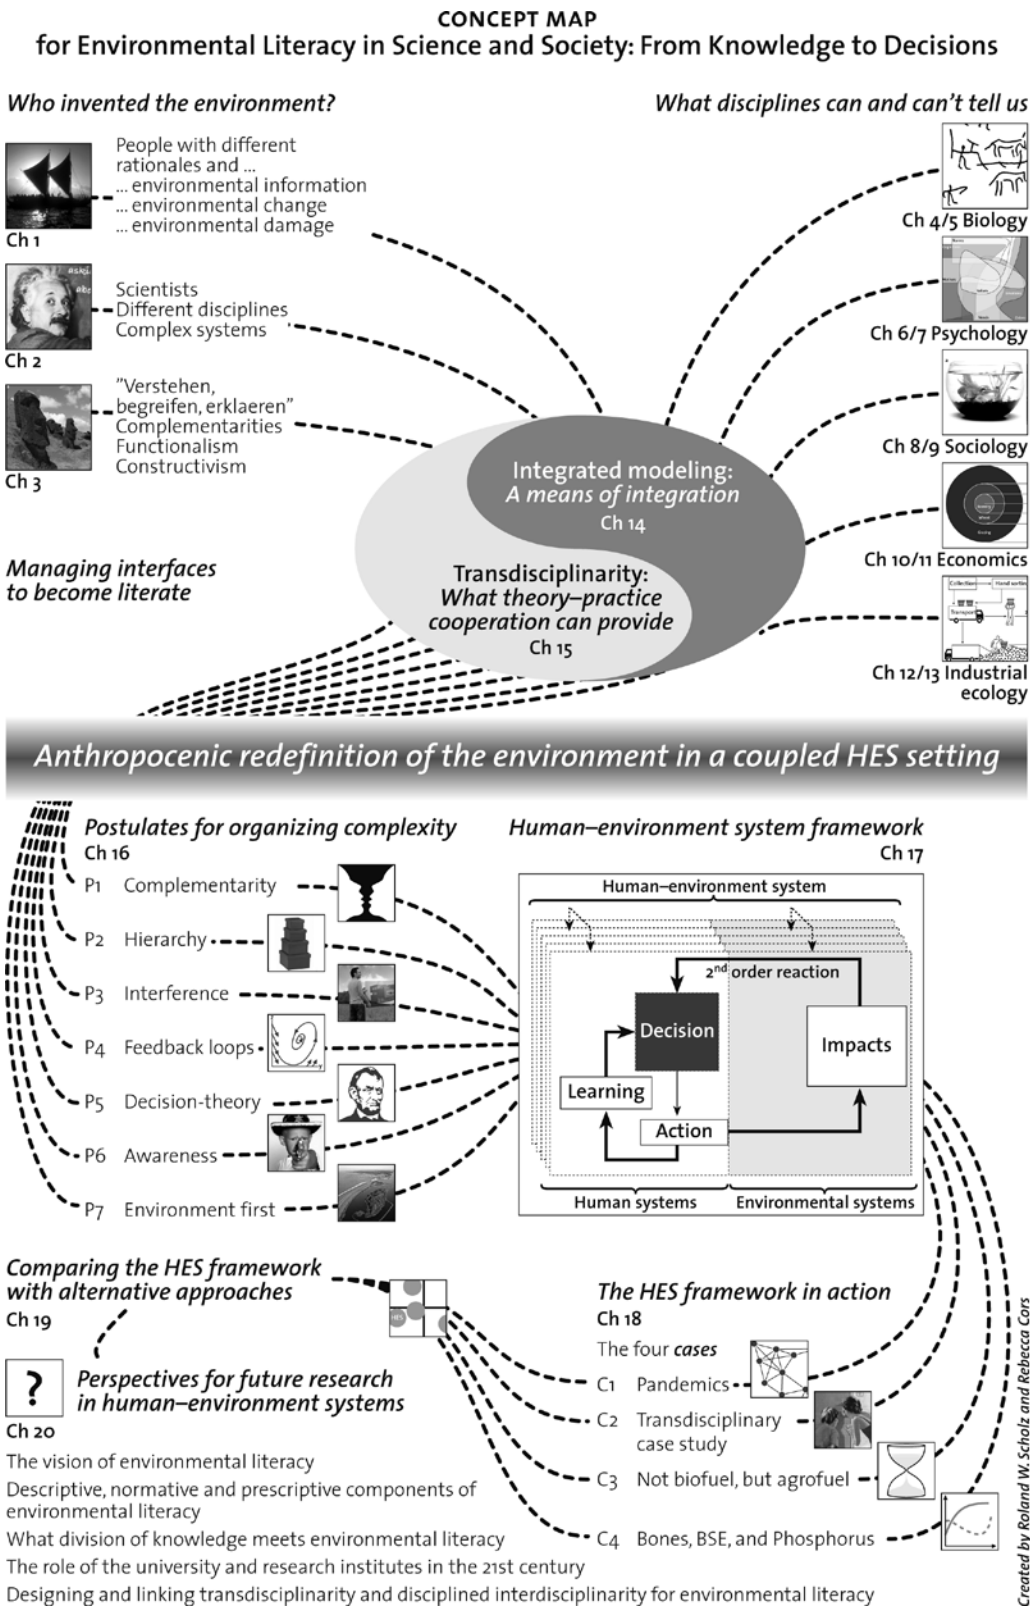 CONCEPT MAP
for Environmental Literacy in Science and Society: From Knowledge to Decisions
Who invented the environment?
People with different
rationales and ...
... environmental information
... environmental change
... environmental damage
Ch 1
Scientists
Different disciplines
Complex systems
Ch 2
"Verstehen,
begreifen, erklaeren"
Complementarities
Functionalism
Constructivism
Ch 3
What disciplines can and can't tell us
Ch 4/5 Biology
Ch 6/7 Psychology
Ch 8/9 Sociology
Ch 10/11 Economics
Collection
Transport
Ch 12/13 Industrial
ecology
Integrated modeling:
A means of integration
Ch 14
Transdisciplinarity:
What theory–practice
cooperation can provide
Ch 15
Managing interfaces
to become literate
Anthropocenic redefinition of the environment in a coupled HES setting
Postulates for organizing complexity
Ch 16
P1 Complementarity
P2 Hierarchy
P3 Interference
P4 Feedback loops
P5 Decision-theory
P6 Awareness
P7 Environment first
Human–environment system framework
Ch 17
Human–environment system
2nd order reaction
Decision
Impacts
Learning
Action
Human systems
Environmental systems
Comparing the HES framework
with alternative approaches
Ch 19
HES
?
Perspectives for future research
in human–environment systems
Ch 20
The vision of environmental literacy
Descriptive, normative and prescriptive components of
environmental literacy
What division of knowledge meets environmental literacy
The role of the university and research institutes in the 21st century
Designing and linking transdisciplinarity and disciplined interdisciplinarity for environmental literacy
The HES framework in action
Ch 18
The four cases
C1 Pandemics
C2 Transdisciplinary
case study
C3 Not biofuel, but agrofuel
C4 Bones, BSE, and Phosphorus
Created by Roland W. Scholz and Rebecca Cors